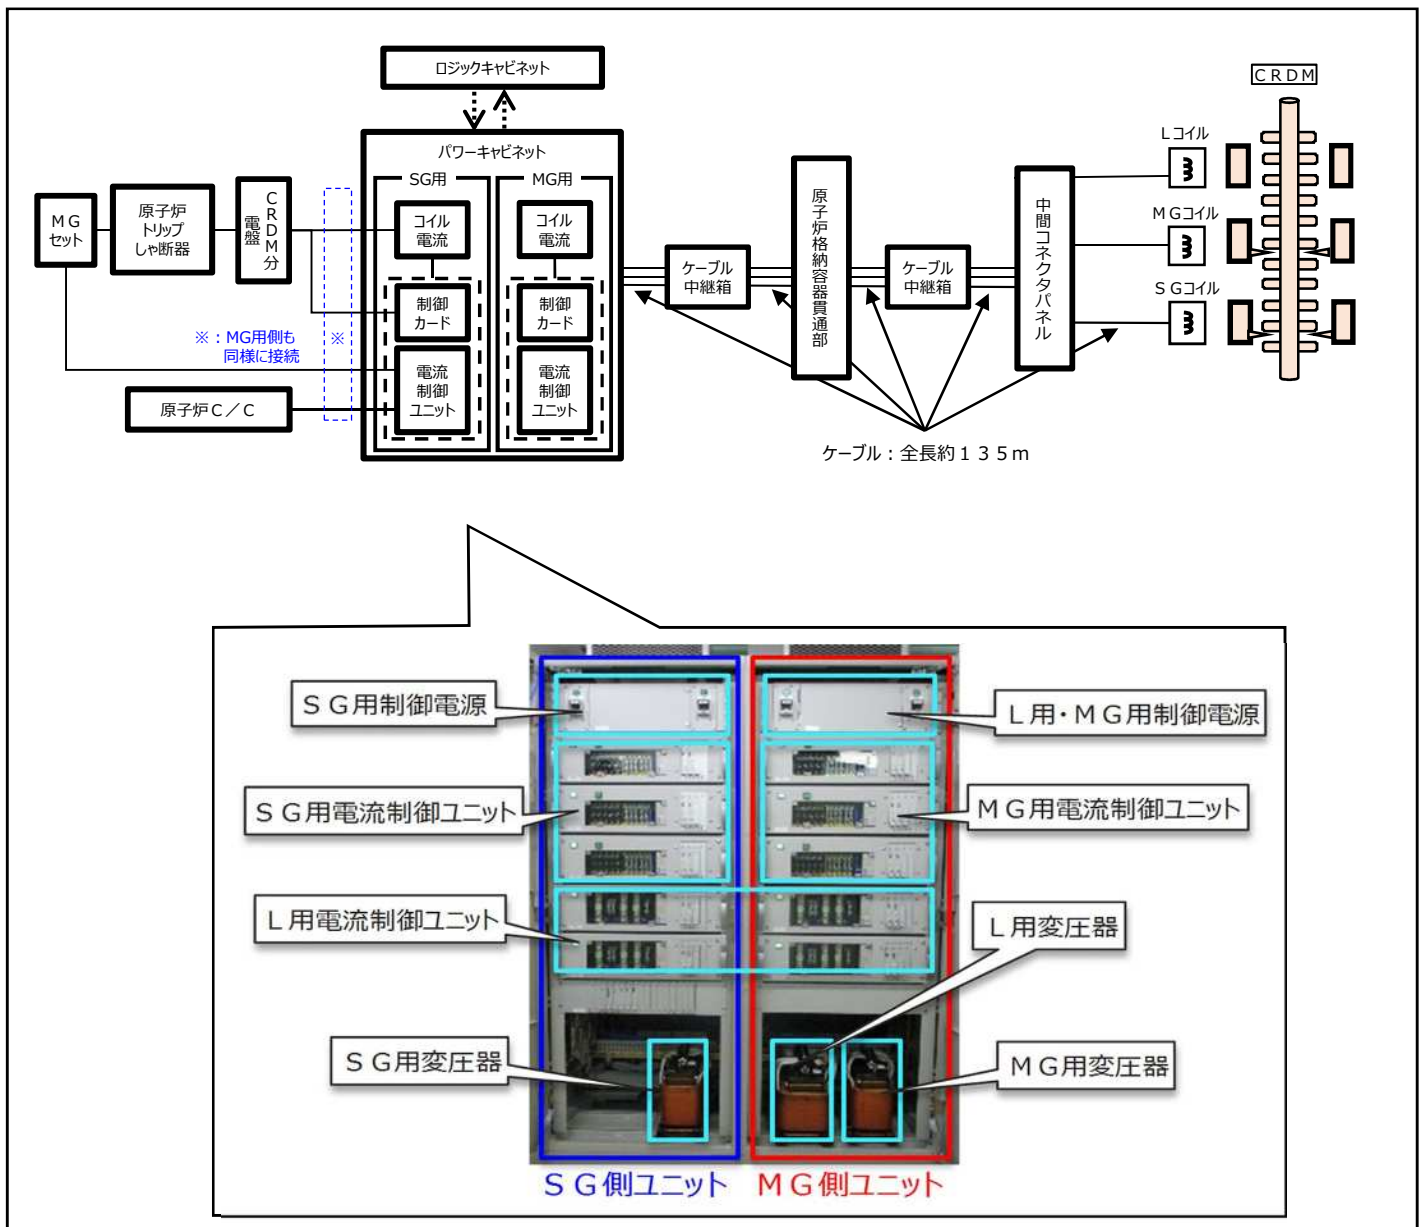 ロジックキャビネット
CRDM
パワーキャビネット
SG用
MG用
MG
セット
原子炉
トリップ
しゃ断器
CRDM分
電盤
コイル
電流
コイル
電流
制御
カード
制御
カード
電流
制御
ユニット
電流
制御
ユニット
※:MG用側も
同様に接続
※
原子炉C/C
ケーブル
中継箱
原子炉格納容器貫通部
ケーブル
中継箱
中間コネクタパネル
Lコイル
MGコイル
SGコイル
ケーブル:全長約135m
SG用制御電源
L用・MG用制御電源
SG用電流制御ユニット
MG用電流制御ユニット
L用電流制御ユニット
L用変圧器
SG用変圧器
MG用変圧器
SG側ユニット
MG側ユニット